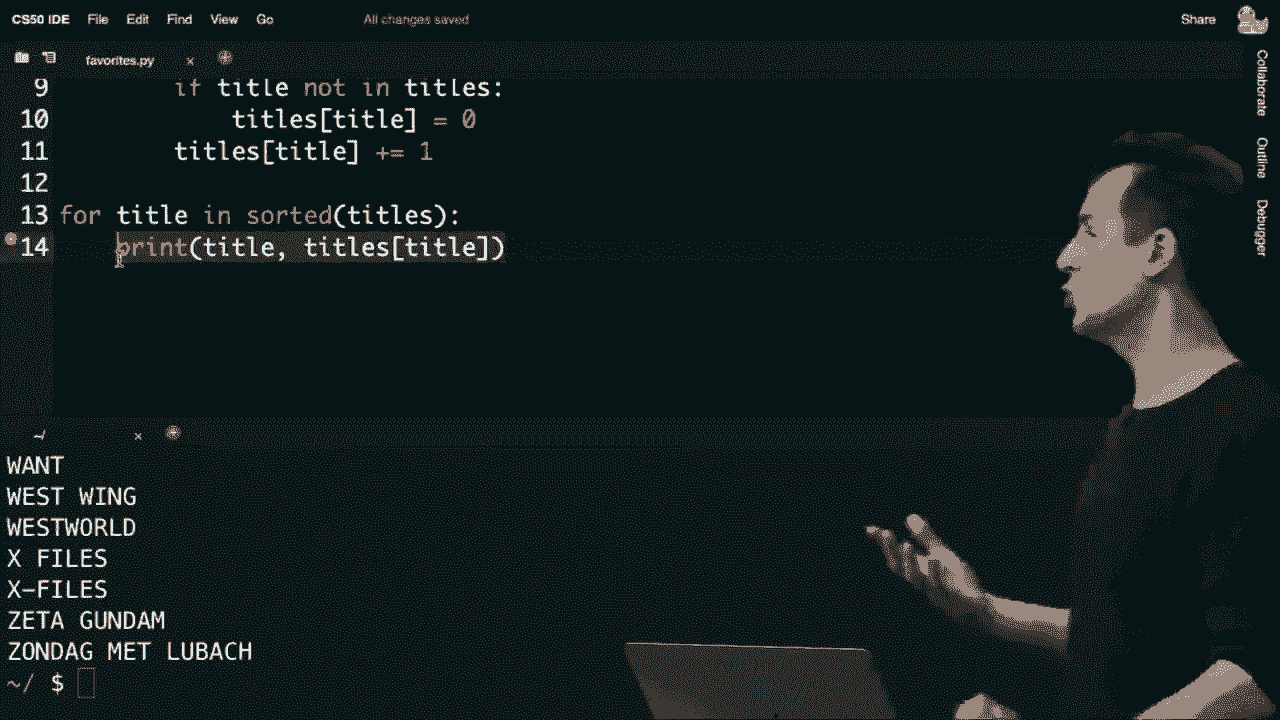 CS50 IDE File Edit Find View Go All changes saved Share
favorites.py ×
9 if title not in titles:
10 titles[title] = 0
11 titles[title] += 1
12
13 for title in sorted(titles):
14 print(title, titles[title])
Collaborate
Outline
Debugger
~/ ×
WANT
WEST WING
WESTWORLD
X FILES
X-FILES
ZETA GUNDAM
ZONDAG MET LUBACH
~/ $